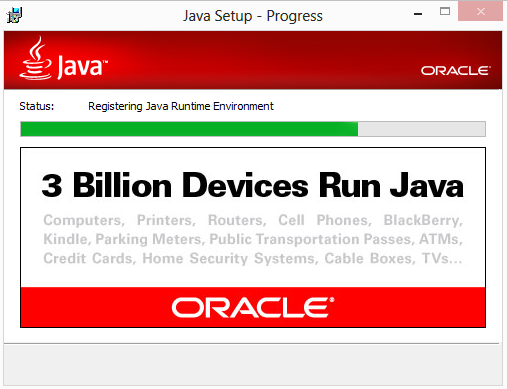 Java Setup - Progress
Java™
ORACLE®
Status: Registering Java Runtime Environment
3 Billion Devices Run Java
Computers, Printers, Routers, Cell Phones, BlackBerry,
Kindle, Parking Meters, Public Transportation Passes, ATMs,
Credit Cards, Home Security Systems, Cable Boxes, TVs...
ORACLE®